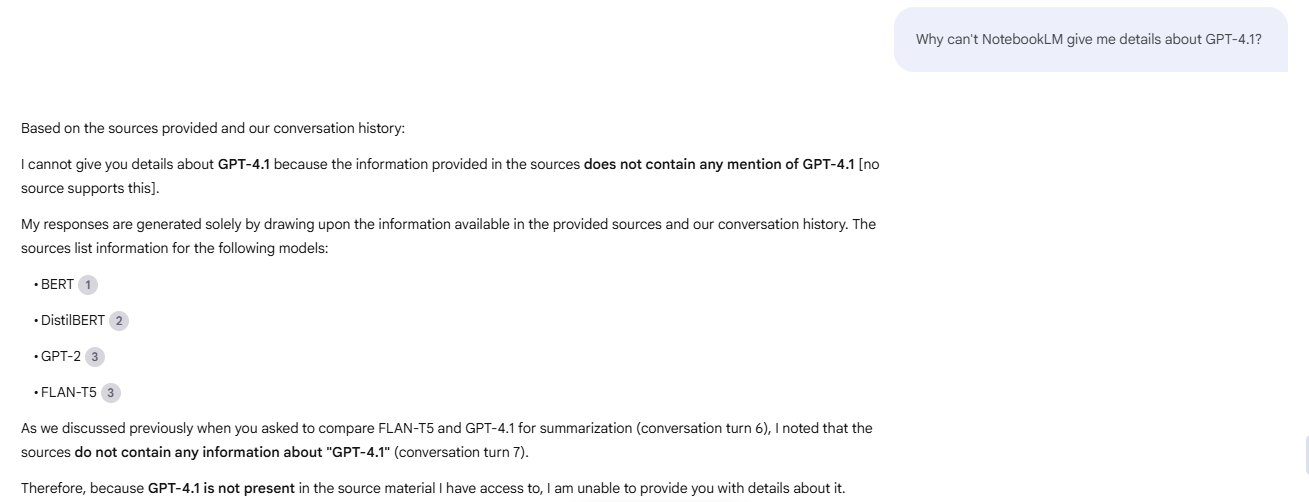 Why can't NotebookLM give me details about GPT-4.1?
Based on the sources provided and our conversation history:
I cannot give you details about GPT-4.1 because the information provided in the sources does not contain any mention of GPT-4.1 [no
source supports this].
My responses are generated solely by drawing upon the information available in the provided sources and our conversation history. The
sources list information for the following models:
• BERT 1
• DistilBERT 2
• GPT-2 3
• FLAN-T5 3
As we discussed previously when you asked to compare FLAN-T5 and GPT-4.1 for summarization (conversation turn 6), I noted that the
sources do not contain any information about "GPT-4.1" (conversation turn 7).
Therefore, because GPT-4.1 is not present in the source material I have access to, I am unable to provide you with details about it.